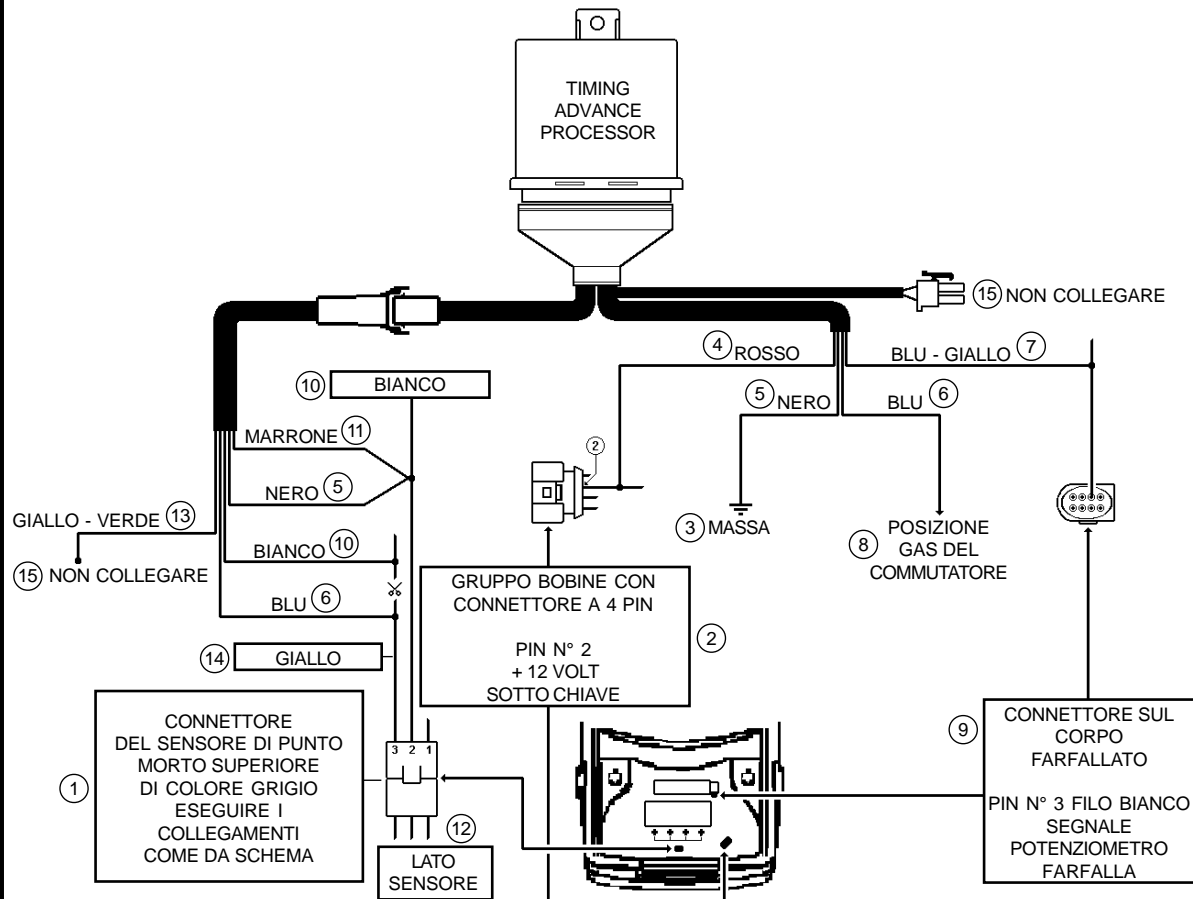 TIMING
ADVANCE
PROCESSOR
15 NON COLLEGARE
4 ROSSO
BLU - GIALLO 7
10 BIANCO
5 NERO
BLU 6
MARRONE 11
2
NERO 5
GIALLO - VERDE 13
3 MASSA
8 POSIZIONE
GAS DEL
COMMUTATORE
BIANCO 10
15 NON COLLEGARE
BLU 6
GRUPPO BOBINE CON
CONNETTORE A 4 PIN
PIN N° 2
+ 12 VOLT
SOTTO CHIAVE
2
14 GIALLO
1
CONNETTORE
DEL SENSORE DI PUNTO
MORTO SUPERIORE
DI COLORE GRIGIO
ESEGUIRE I
COLLEGAMENTI
COME DA SCHEMA
3 2 1
12
LATO
SENSORE
9
CONNETTORE SUL
CORPO
FARFALLATO
PIN N° 3 FILO BIANCO
SEGNALE
POTENZIOMETRO
FARFALLA